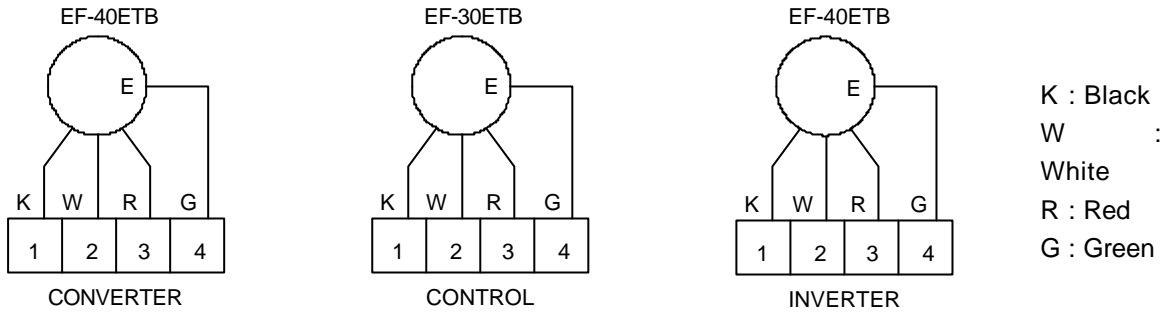 EF-40ETB
E
K W R G
1 2 3 4
CONVERTER
EF-30ETB
E
K W R G
1 2 3 4
CONTROL
EF-40ETB
E
K W R G
1 2 3 4
INVERTER
K : Black
W :
White
R : Red
G : Green